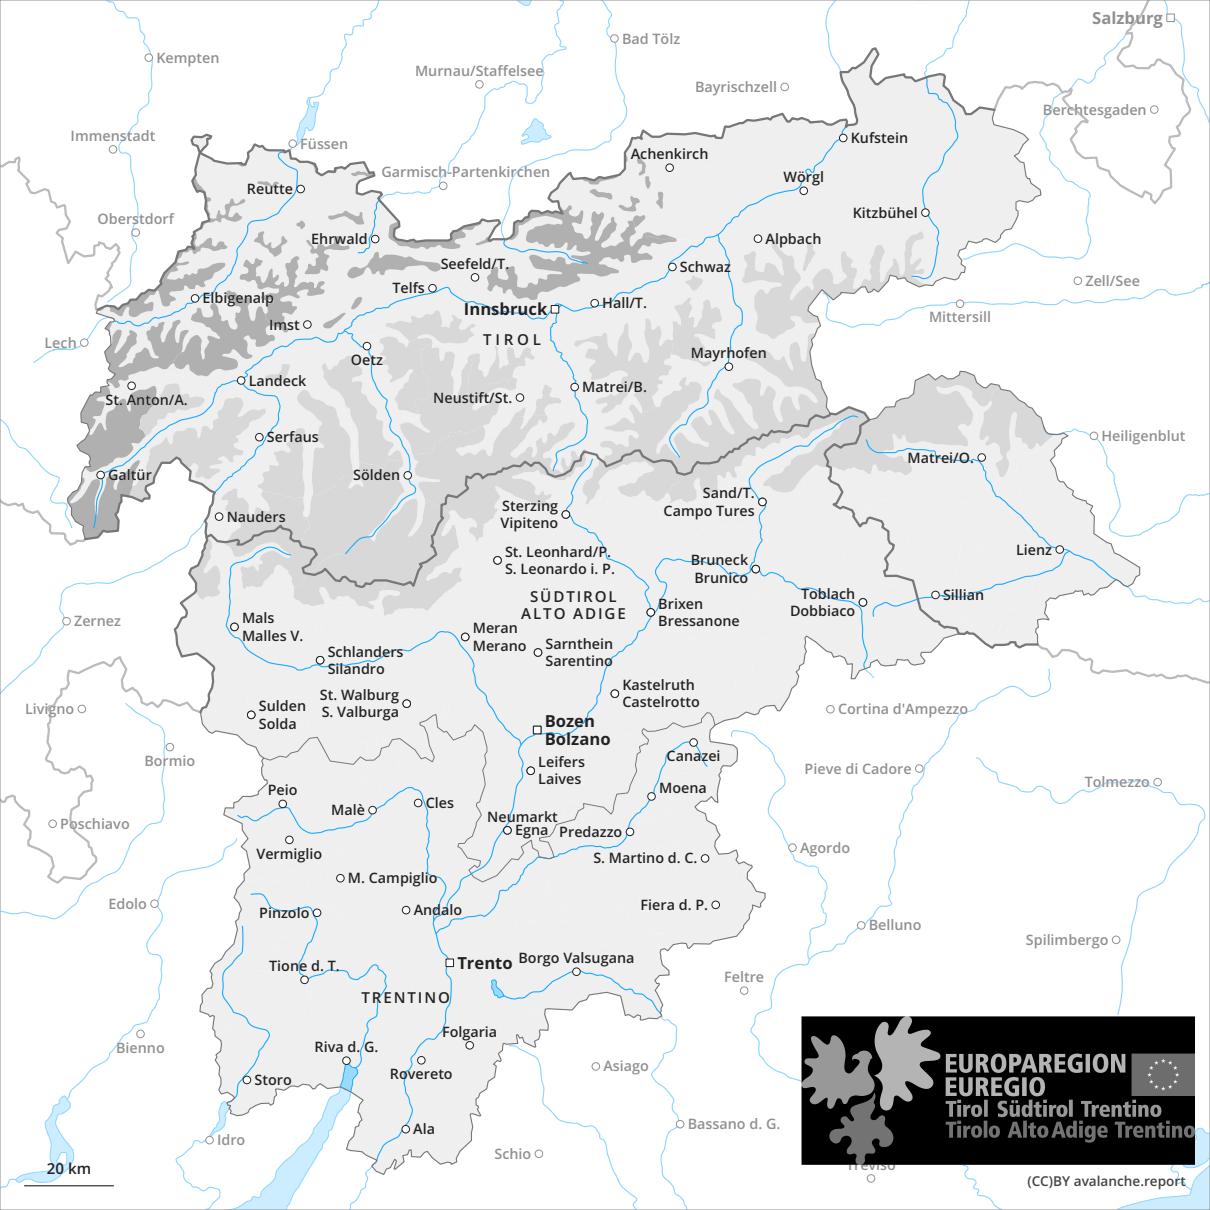 Salzburg
Bad Tölz
Kempten
Murnau/Staffelsee
Bayrischzell
Berchtesgaden
Immenstadt
Füssen
Kufstein
Achenkirch
Garmisch-Partenkirchen
Wörgl
Reutte
Oberstdorf
Kitzbühel
Ehrwald
Alpbach
Seefeld/T.
Schwaz
Zell/See
Telfs
Elbigenalp
Innsbruck
Hall/T.
Mittersill
Imst
TIROL
Lech
Oetz
Mayrhofen
Landeck
Matrei/B.
St. Anton/A.
Neustift/St.
Serfaus
Heiligenblut
Matrei/O.
Galtür
Sölden
Sand/T.
Campo Tures
Sterzing
Vipiteno
Nauders
St. Leonhard/P.
S. Leonardo i. P.
Lienz
Bruneck
Brunico
SÜDTIROL
ALTO ADIGE
Toblach
Dobbiaco
Sillian
Brixen
Bressanone
Mals
Malles V.
Zernez
Meran
Merano
Sarnthein
Sarentino
Schlanders
Silandro
St. Walburg
S. Valburga
Kastelruth
Castelrotto
Sulden
Solda
Livigno
Cortina d'Ampezzo
Bozen
Bolzano
Bormio
Canazei
Leifers
Laives
Pieve di Cadore
Tolmezzo
Peio
Moena
Malè
Cles
Neumarkt
Egna
Predazzo
Poschiavo
Vermiglio
S. Martino d. C.
Agordo
M. Campiglio
Edolo
Pinzolo
Andalo
Fiera d. P.
Belluno
Spilimbergo
Trento
Borgo Valsugana
Tione d. T.
Feltre
TRENTINO
Folgaria
Bienno
Riva d. G.
Rovereto
Asiago
Storo
EUROPAREGION
EUREGIO
Tirol Südtirol Trentino
Tirolo Alto Adige Trentino
Ala
Bassano d. G.
Idro
Schio
Treviso
20 km
(CC)BY avalanche.report